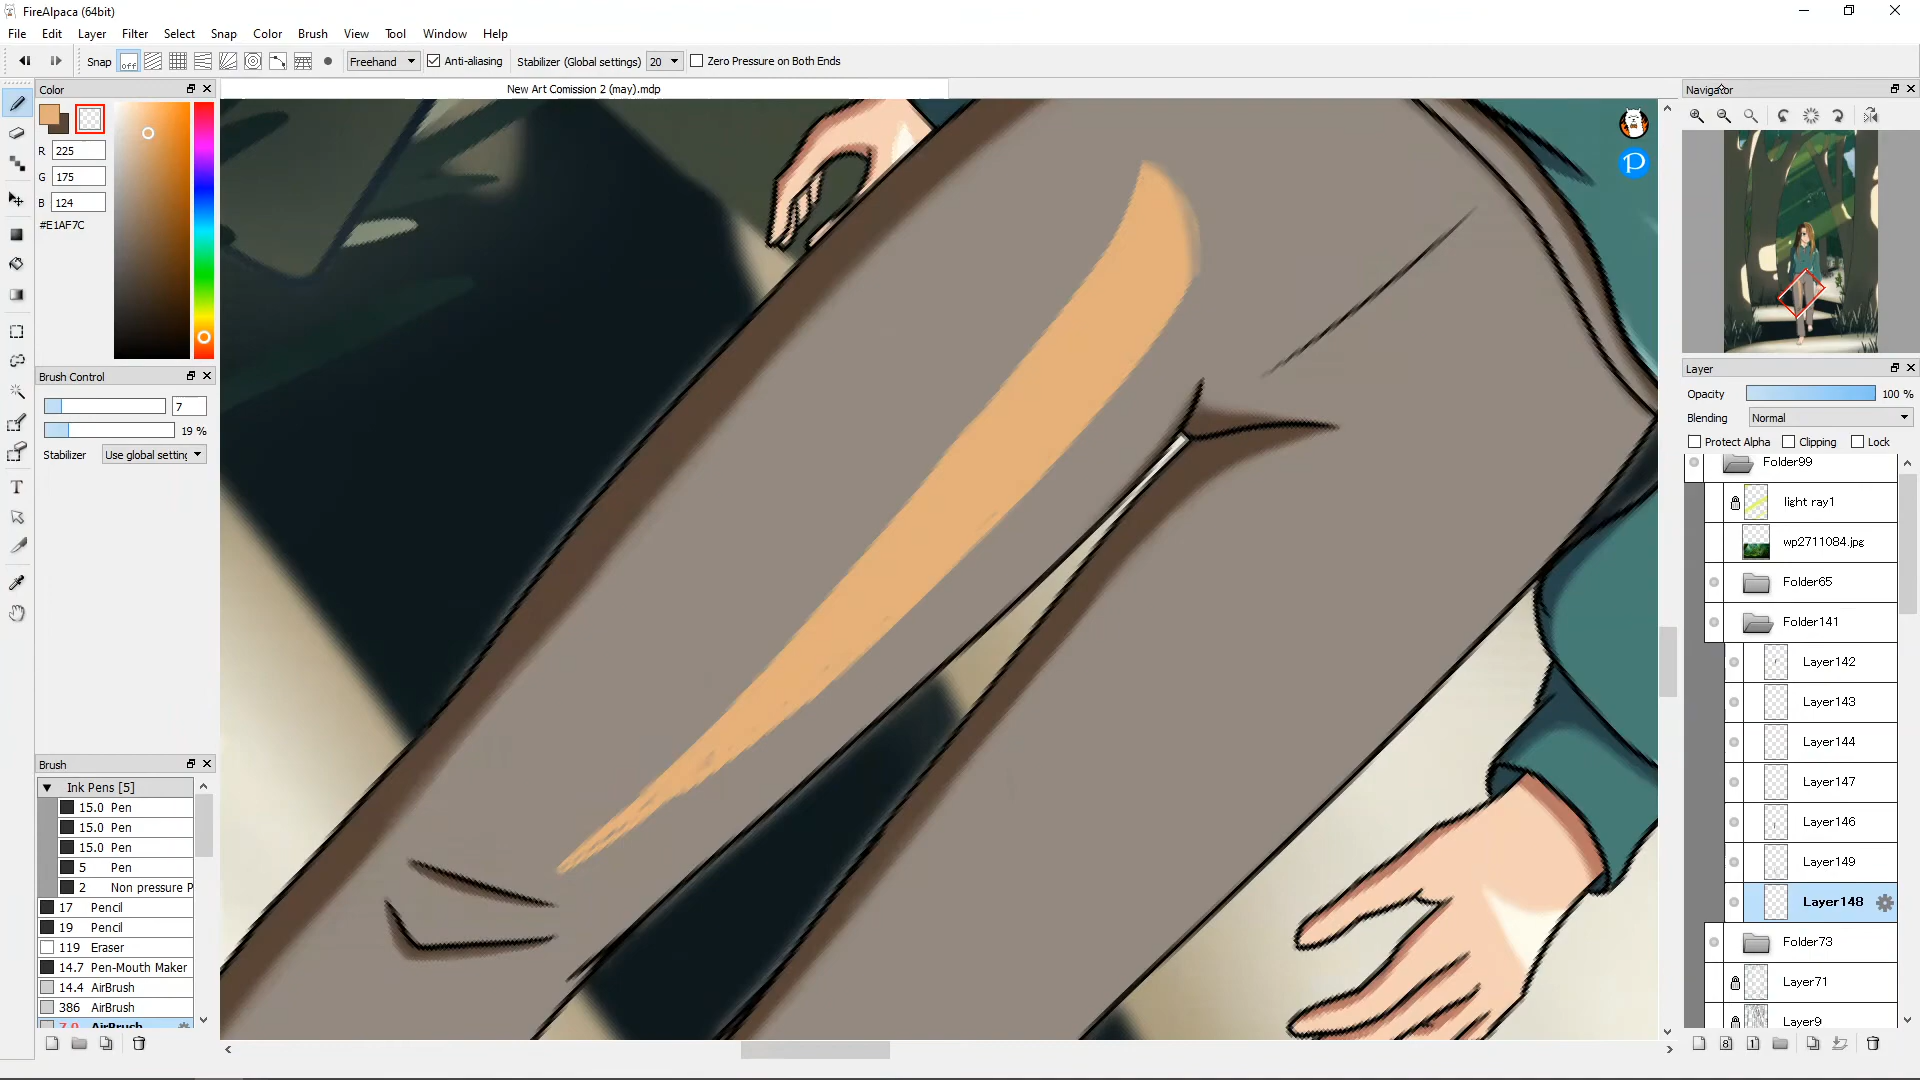 FireAlpaca (64bit)
File Edit Layer Filter Select Snap Color Brush View Tool Window Help
Snap off Freehand Anti-aliasing Stabilizer (Global settings) 20 Zero Pressure on Both Ends
Color
New Art Comission 2 (may).mdp
Navigator
R 225
G 175
B 124
#E1AF7C
Brush Control
7
19 %
Stabilizer Use global setting
Layer
Opacity 100 %
Blending Normal
Protect Alpha Clipping Lock
Folder99
light ray1
wp2711084.jpg
Folder65
Folder141
Layer142
Layer143
Layer144
Layer147
Layer146
Layer149
Layer148
Folder73
Layer71
Layer9
Brush
Ink Pens [5]
15.0 Pen
15.0 Pen
15.0 Pen
5 Pen
2 Non pressure P
17 Pencil
19 Pencil
119 Eraser
14.7 Pen-Mouth Maker
14.4 AirBrush
386 AirBrush
7.0 AirBrush